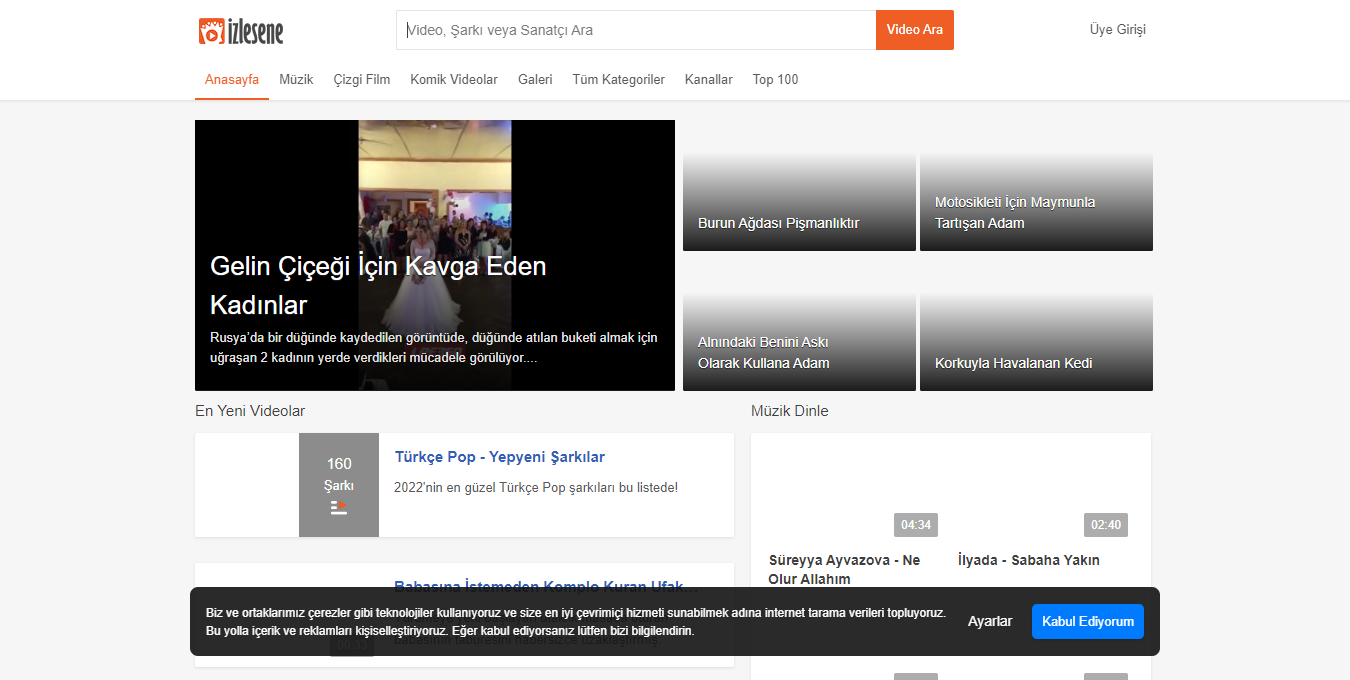 izlesene
Video, Şarkı veya Sanatçı Ara
Video Ara
Üye Girişi
Anasayfa
Müzik
Çizgi Film
Komik Videolar
Galeri
Tüm Kategoriler
Kanallar
Top 100
Gelin Çiçeği İçin Kavga Eden
Kadınlar
Rusya’da bir düğünde kaydedilen görüntüde, düğünde atılan buketi almak için
uğraşan 2 kadının yerde verdikleri mücadele görülüyor....
Burun Ağdası Pişmanlıktır
Motosikleti İçin Maymunla
Tartışan Adam
Alnındaki Benini Askı
Olarak Kullana Adam
Korkuyla Havalanan Kedi
En Yeni Videolar
160
Şarkı
Türkçe Pop - Yepyeni Şarkılar
2022'nin en güzel Türkçe Pop şarkıları bu listede!
Babasına İstemeden Komplo Kuran Ufak...
Müzik Dinle
04:34
Süreyya Ayvazova - Ne
Olur Allahım
02:40
İlyada - Sabaha Yakın
Biz ve ortaklarımız çerezler gibi teknolojiler kullanıyoruz ve size en iyi çevrimiçi hizmeti sunabilmek adına internet tarama verileri topluyoruz.
Bu yolla içerik ve reklamları kişiselleştiriyoruz. Eğer kabul ediyorsanız lütfen bizi bilgilendirin.
Ayarlar
Kabul Ediyorum